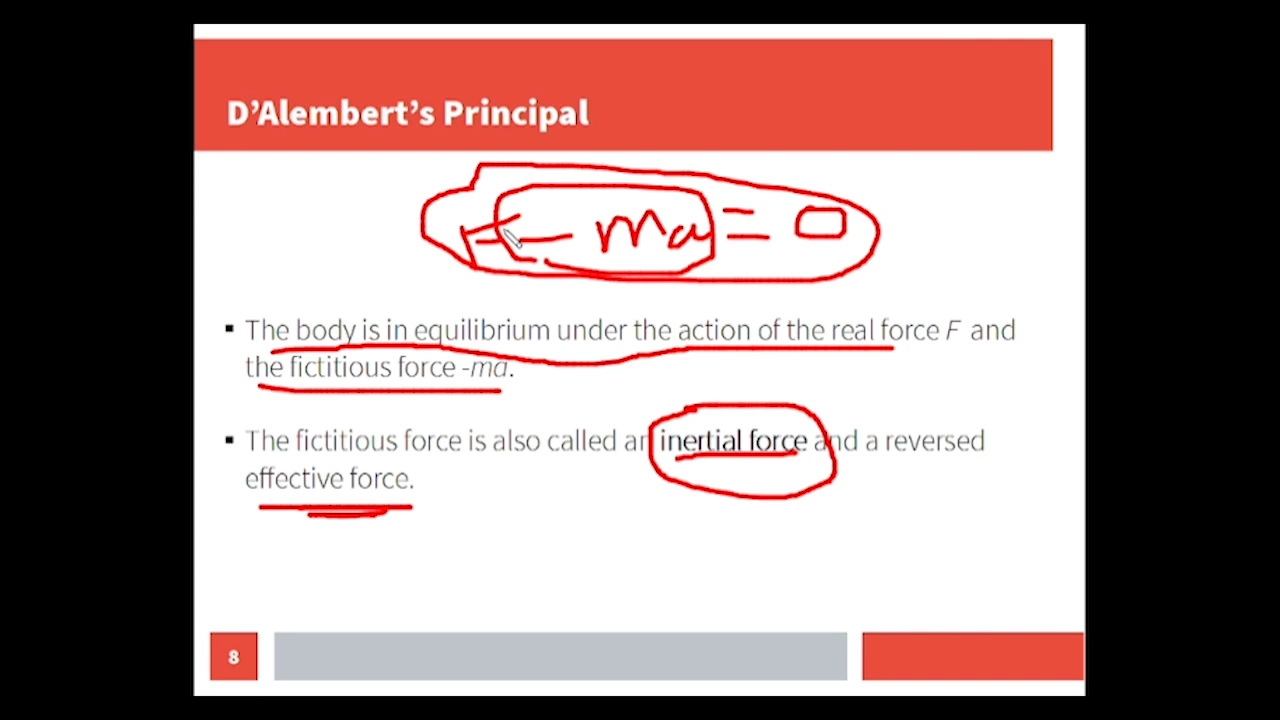 D'Alembert's Principal
F - ma = 0
▪ The body is in equilibrium under the action of the real force F and
the fictitious force -ma.
▪ The fictitious force is also called an inertial force and a reversed
effective force.
8